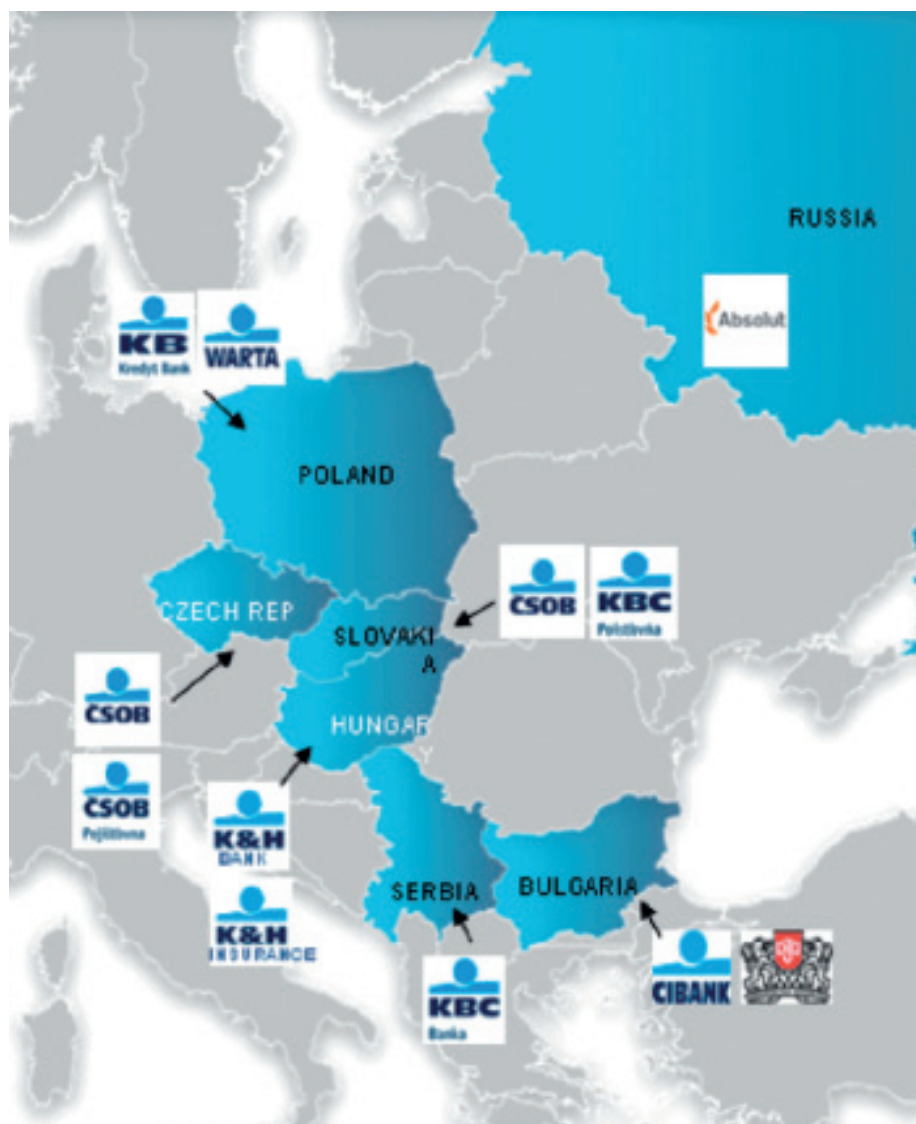 RUSSIA
Absolut
KB
Kredyt Bank
WARTA
POLAND
CZECH REP
SLOVAKI
A
ČSOB
KBC
Poisťovka
HUNGAR
Y
ČSOB
ČSOB
Pojišťovna
K&H
BANK
K&H
INSURANCE
SERBIA
BULGARIA
KBC
Banka
CIBANK